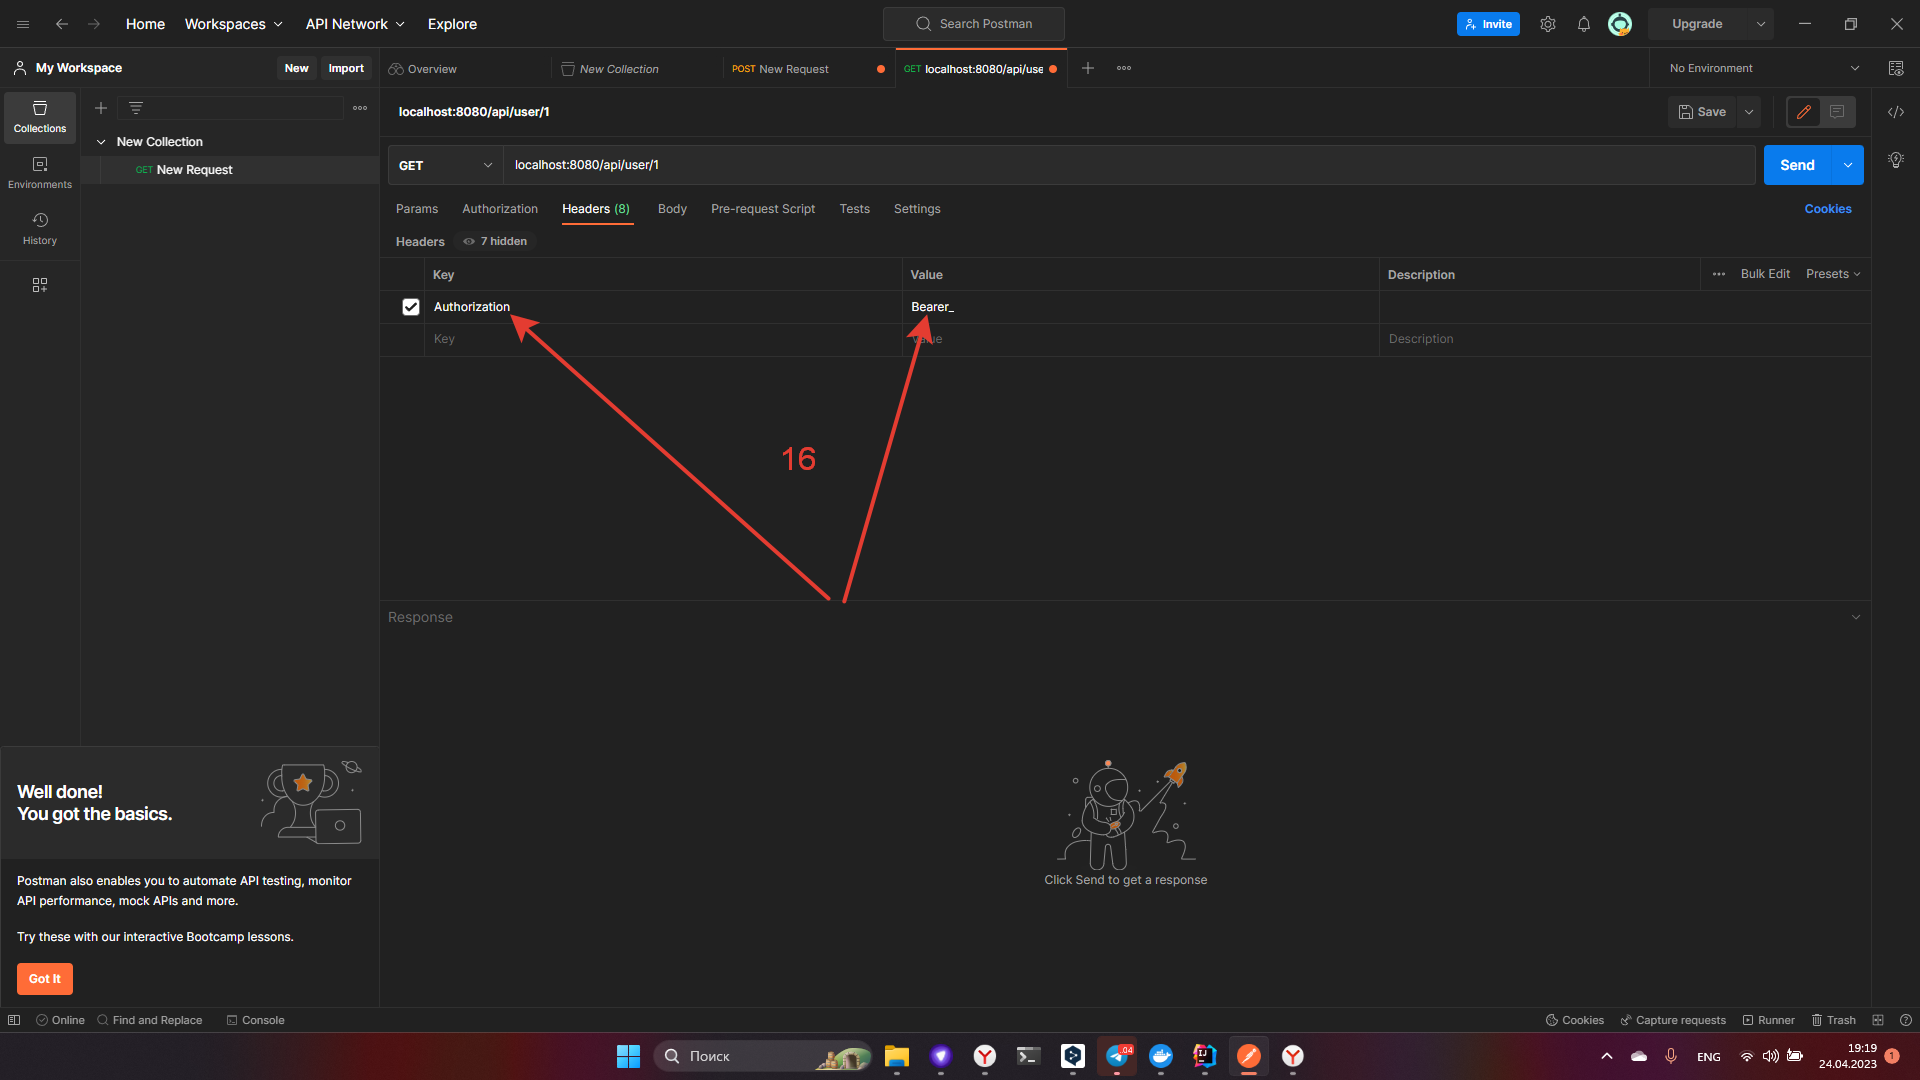 Home
Workspaces
API Network
Explore
Search Postman
Invite
Upgrade
My Workspace
New
Import
Overview
New Collection
POST New Request
GET localhost:8080/api/use
No Environment
Collections
New Collection
GET New Request
Environments
History
localhost:8080/api/user/1
Save
GET
localhost:8080/api/user/1
Send
Params
Authorization
Headers (8)
Body
Pre-request Script
Tests
Settings
Cookies
Headers
7 hidden
Key
Value
Description
Bulk Edit
Presets
Authorization
Bearer_
Key
Value
Description
16
Response
Click Send to get a response
Well done!
You got the basics.
Postman also enables you to automate API testing, monitor
API performance, mock APIs and more.
Try these with our interactive Bootcamp lessons.
Got It
Online
Find and Replace
Console
Cookies
Capture requests
Runner
Trash
Поиск
.04
IJ
ENG
19:19
24.04.2023
1